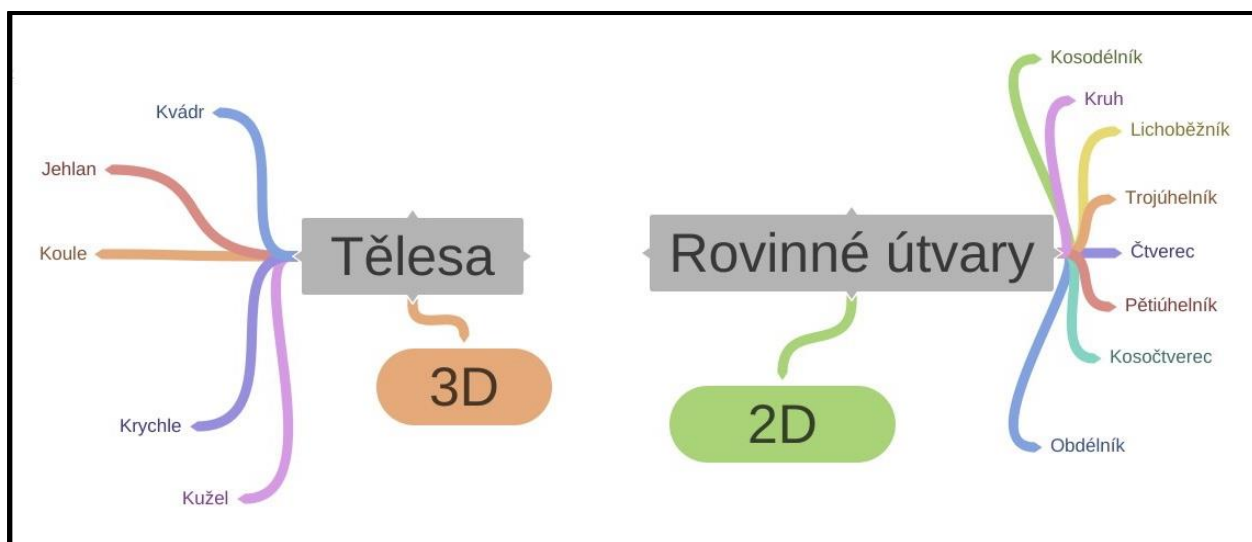 Kvádr
Jehlan
Koule
Krychle
Kužel
Tělesa
3D
Rovinné útvary
2D
Kosodélník
Kruh
Lichoběžník
Trojúhelník
Čtverec
Pětiúhelník
Kosočtverec
Obdélník